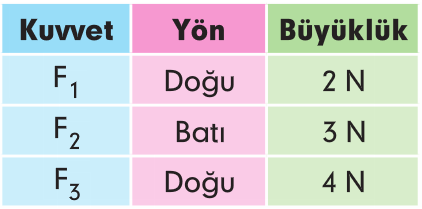 Kuvvet Yön Büyüklük
F₁ Doğu 2 N
F₂ Batı 3 N
F₃ Doğu 4 N